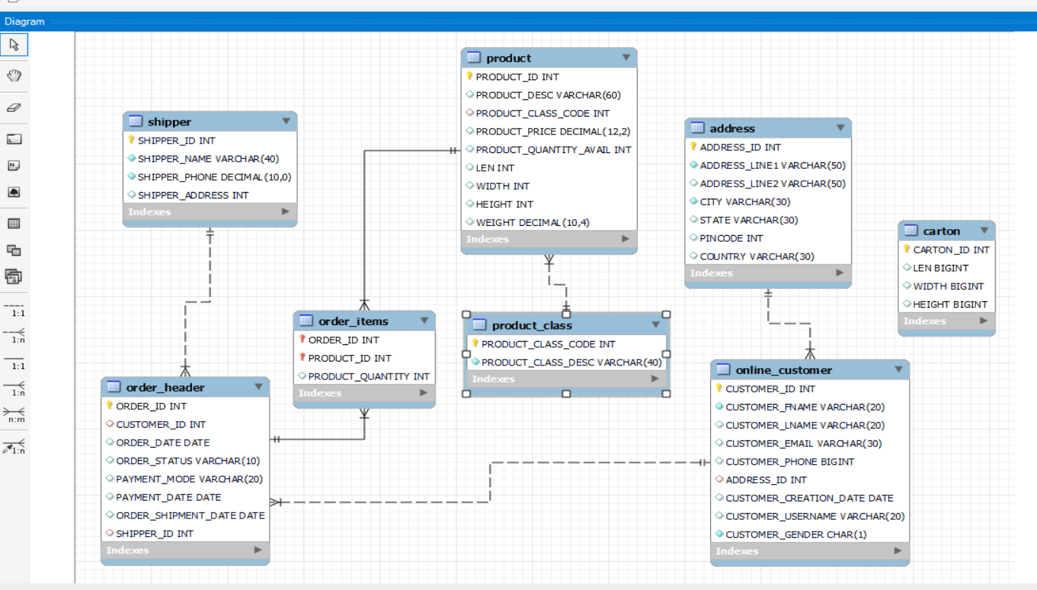 Diagram
product
PRODUCT_ID INT
PRODUCT_DESC VARCHAR(60)
PRODUCT_CLASS_CODE INT
PRODUCT_PRICE DECIMAL(12,2)
PRODUCT_QUANTITY_AVAIL INT
LEN INT
WIDTH INT
HEIGHT INT
WEIGHT DECIMAL(10,4)
Indexes
shipper
SHIPPER_ID INT
SHIPPER_NAME VARCHAR(40)
SHIPPER_PHONE DECIMAL(10,0)
SHIPPER_ADDRESS INT
Indexes
address
ADDRESS_ID INT
ADDRESS_LINE1 VARCHAR(50)
ADDRESS_LINE2 VARCHAR(50)
CITY VARCHAR(30)
STATE VARCHAR(30)
PINCODE INT
COUNTRY VARCHAR(30)
Indexes
carton
CARTON_ID INT
LEN BIGINT
WIDTH BIGINT
HEIGHT BIGINT
Indexes
order_items
ORDER_ID INT
PRODUCT_ID INT
PRODUCT_QUANTITY INT
Indexes
product_class
PRODUCT_CLASS_CODE INT
PRODUCT_CLASS_DESC VARCHAR(40)
Indexes
order_header
ORDER_ID INT
CUSTOMER_ID INT
ORDER_DATE DATE
ORDER_STATUS VARCHAR(10)
PAYMENT_MODE VARCHAR(20)
PAYMENT_DATE DATE
ORDER_SHIPMENT_DATE DATE
SHIPPER_ID INT
Indexes
online_customer
CUSTOMER_ID INT
CUSTOMER_FNAME VARCHAR(20)
CUSTOMER_LNAME VARCHAR(20)
CUSTOMER_EMAIL VARCHAR(30)
CUSTOMER_PHONE BIGINT
ADDRESS_ID INT
CUSTOMER_CREATION_DATE DATE
CUSTOMER_USERNAME VARCHAR(20)
CUSTOMER_GENDER CHAR(1)
Indexes
1:1
1:n
1:1
1:n
n:m
1:n